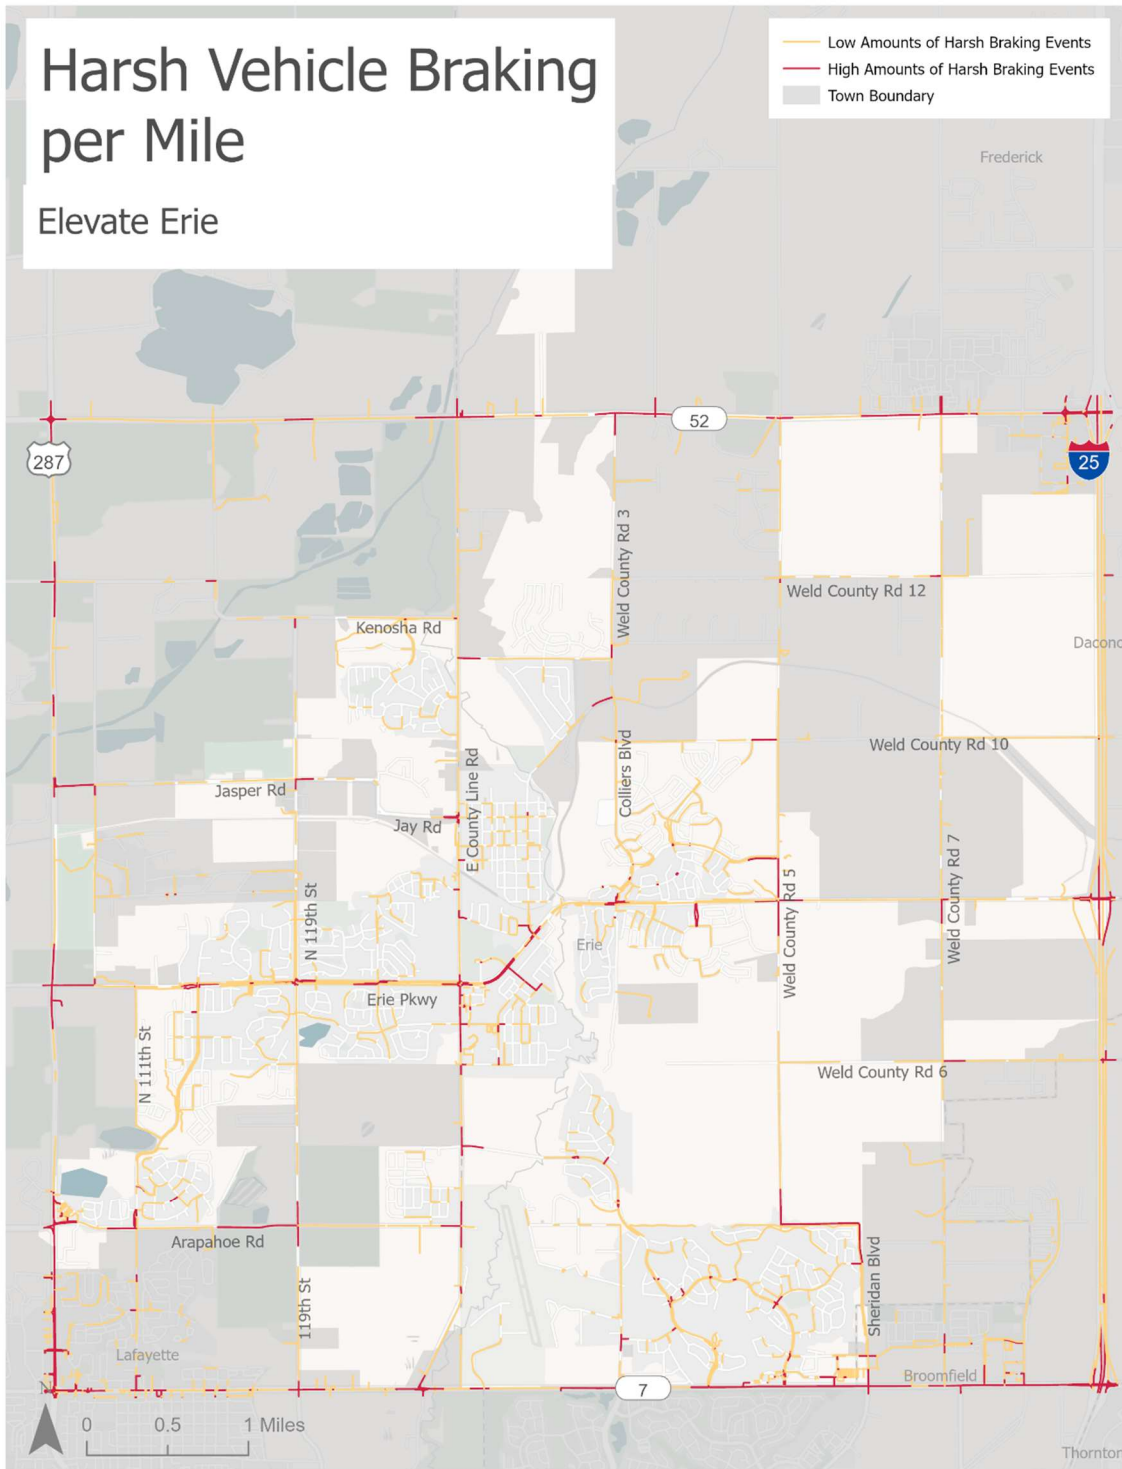 Harsh Vehicle Braking
per Mile
Elevate Erie
Low Amounts of Harsh Braking Events
High Amounts of Harsh Braking Events
Town Boundary
Frederick
52
287
25
Weld County Rd 3
Weld County Rd 12
Kenosha Rd
Dacono
Weld County Rd 10
Colliers Blvd
E County Line Rd
Jasper Rd
Jay Rd
Weld County Rd 7
Weld County Rd 5
N 119th St
Erie
Erie Pkwy
N 111th St
Weld County Rd 6
Arapahoe Rd
Sheridan Blvd
119th St
Lafayette
Broomfield
7
N
0 0.5 1 Miles
Thornton